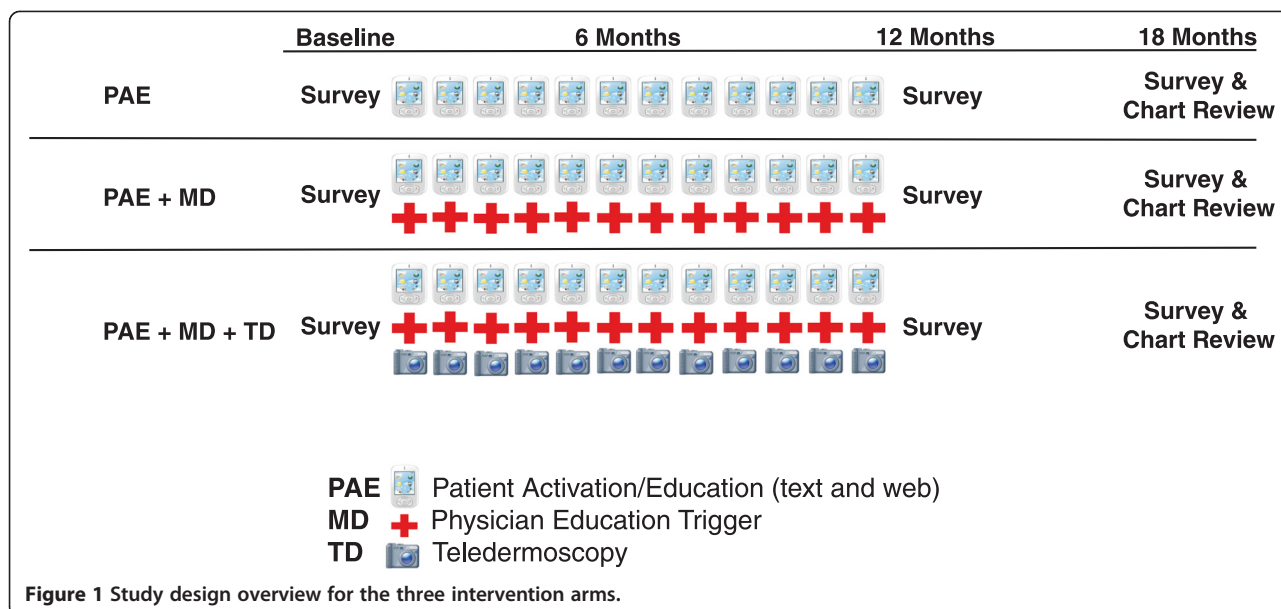 Baseline 6 Months 12 Months 18 Months
PAE Survey Survey Survey &
Chart Review
PAE + MD Survey Survey Survey &
Chart Review
PAE + MD + TD Survey Survey Survey &
Chart Review
PAE Patient Activation/Education (text and web)
MD Physician Education Trigger
TD Teledermoscopy
Figure 1 Study design overview for the three intervention arms.